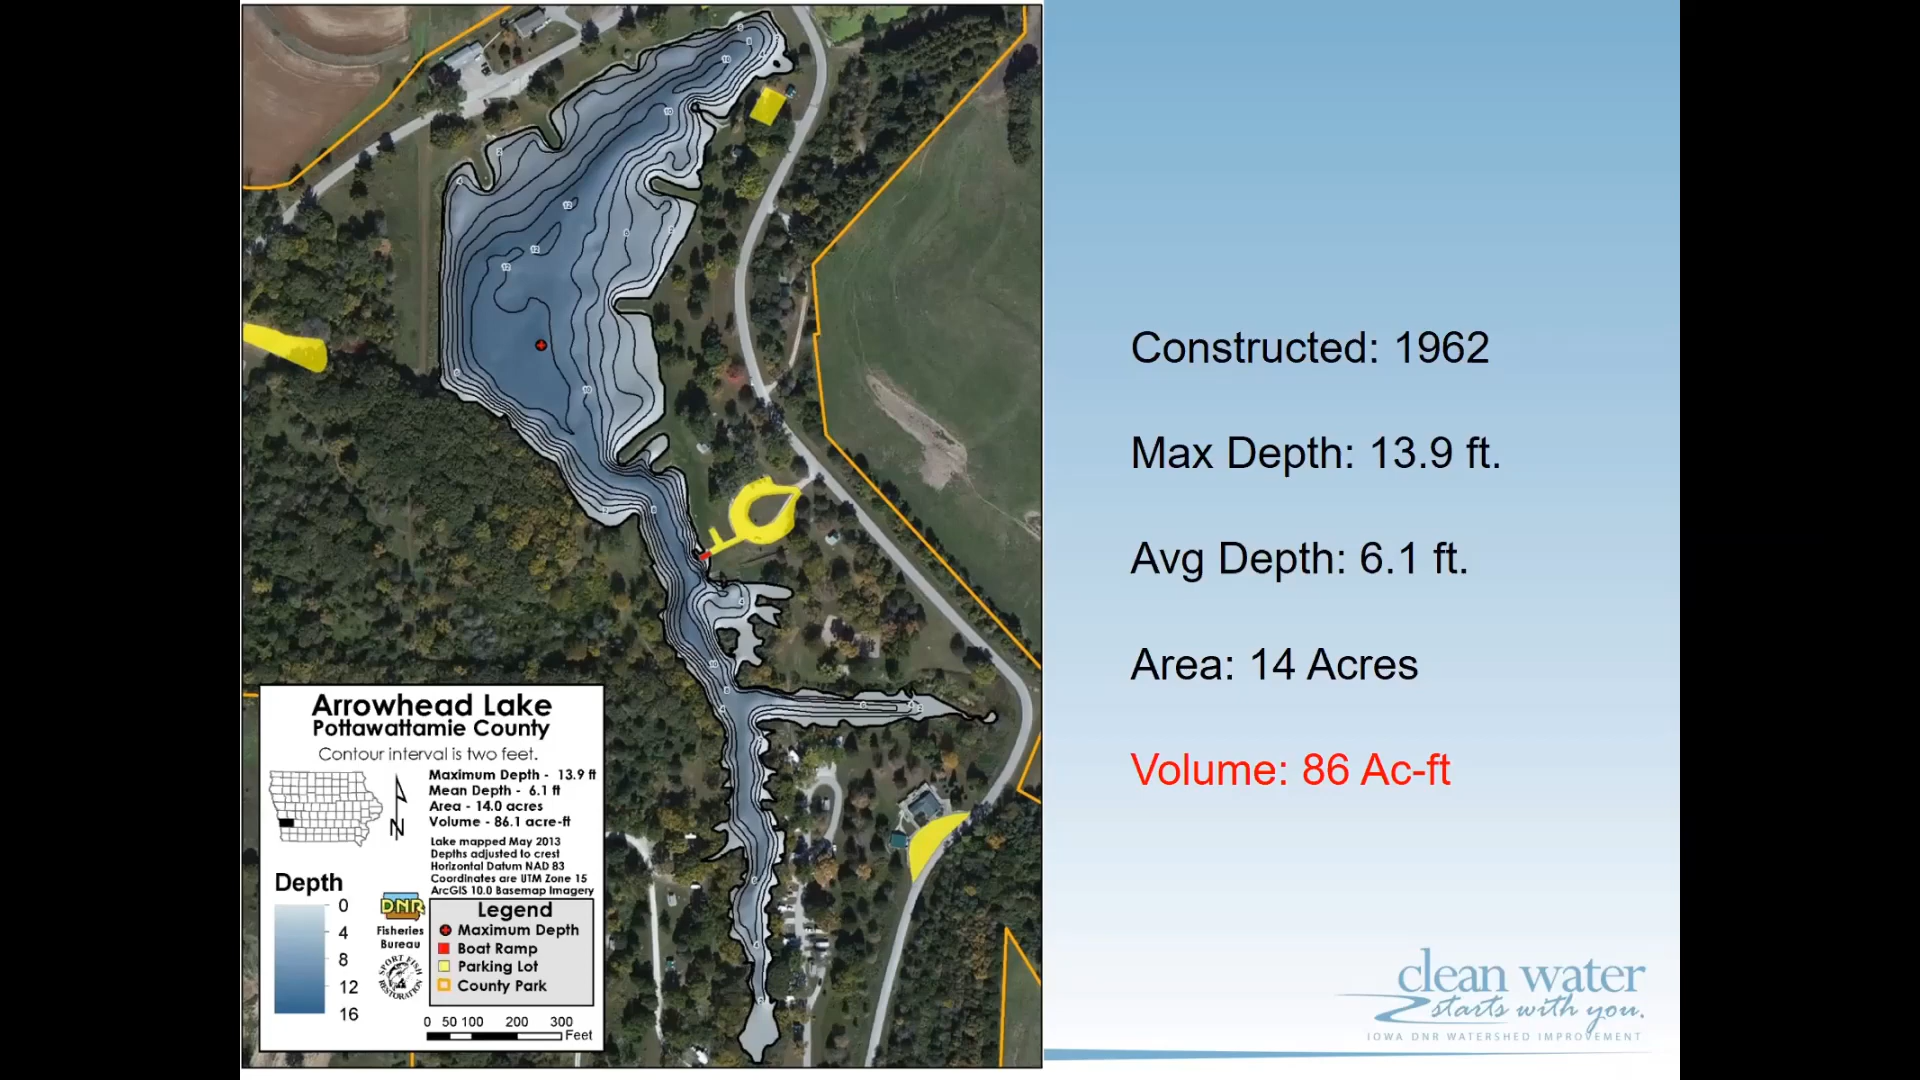 Arrowhead Lake
Pottawattamie County
Contour interval is two feet.
Maximum Depth - 13.9 ft
Mean Depth - 6.1 ft
Area - 14.0 acres
Volume - 86.1 acre-ft
N
Lake mapped May 2013
Depths adjusted to crest
Horizontal Datum NAD 83
Coordinates are UTM Zone 15
ArcGIS 10.0 Basemap Imagery
Depth
0
4
8
12
16
DNR
Fisheries
Bureau
SPORT FISH
RESTORATION
Legend
Maximum Depth
Boat Ramp
Parking Lot
County Park
0 50 100 200 300
Feet
Constructed: 1962
Max Depth: 13.9 ft.
Avg Depth: 6.1 ft.
Area: 14 Acres
Volume: 86 Ac-ft
clean water
starts with you.
IOWA DNR WATERSHED IMPROVEMENT